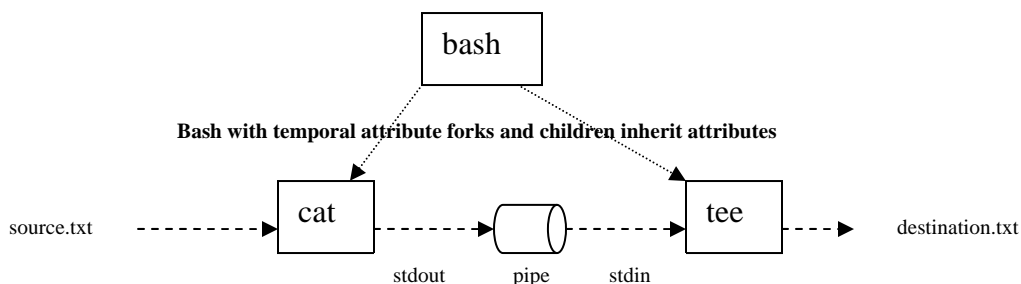 bash
Bash with temporal attribute forks and children inherit attributes
cat
tee
source.txt
destination.txt
stdout
pipe
stdin